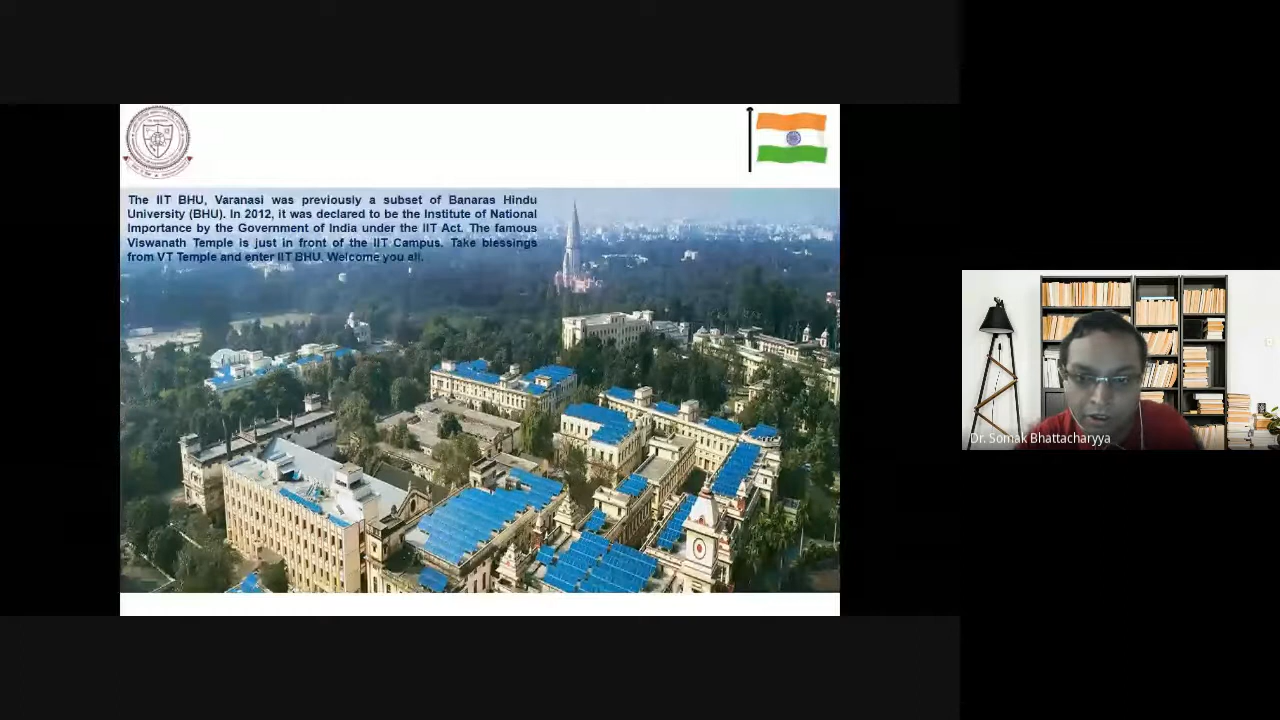 The IIT BHU, Varanasi was previously a subset of Banaras Hindu
University (BHU). In 2012, it was declared to be the Institute of National
Importance by the Government of India under the IIT Act. The famous
Viswanath Temple is just in front of the IIT Campus. Take blessings
from VT Temple and enter IIT BHU. Welcome you all.
Dr. Somak Bhattacharyya